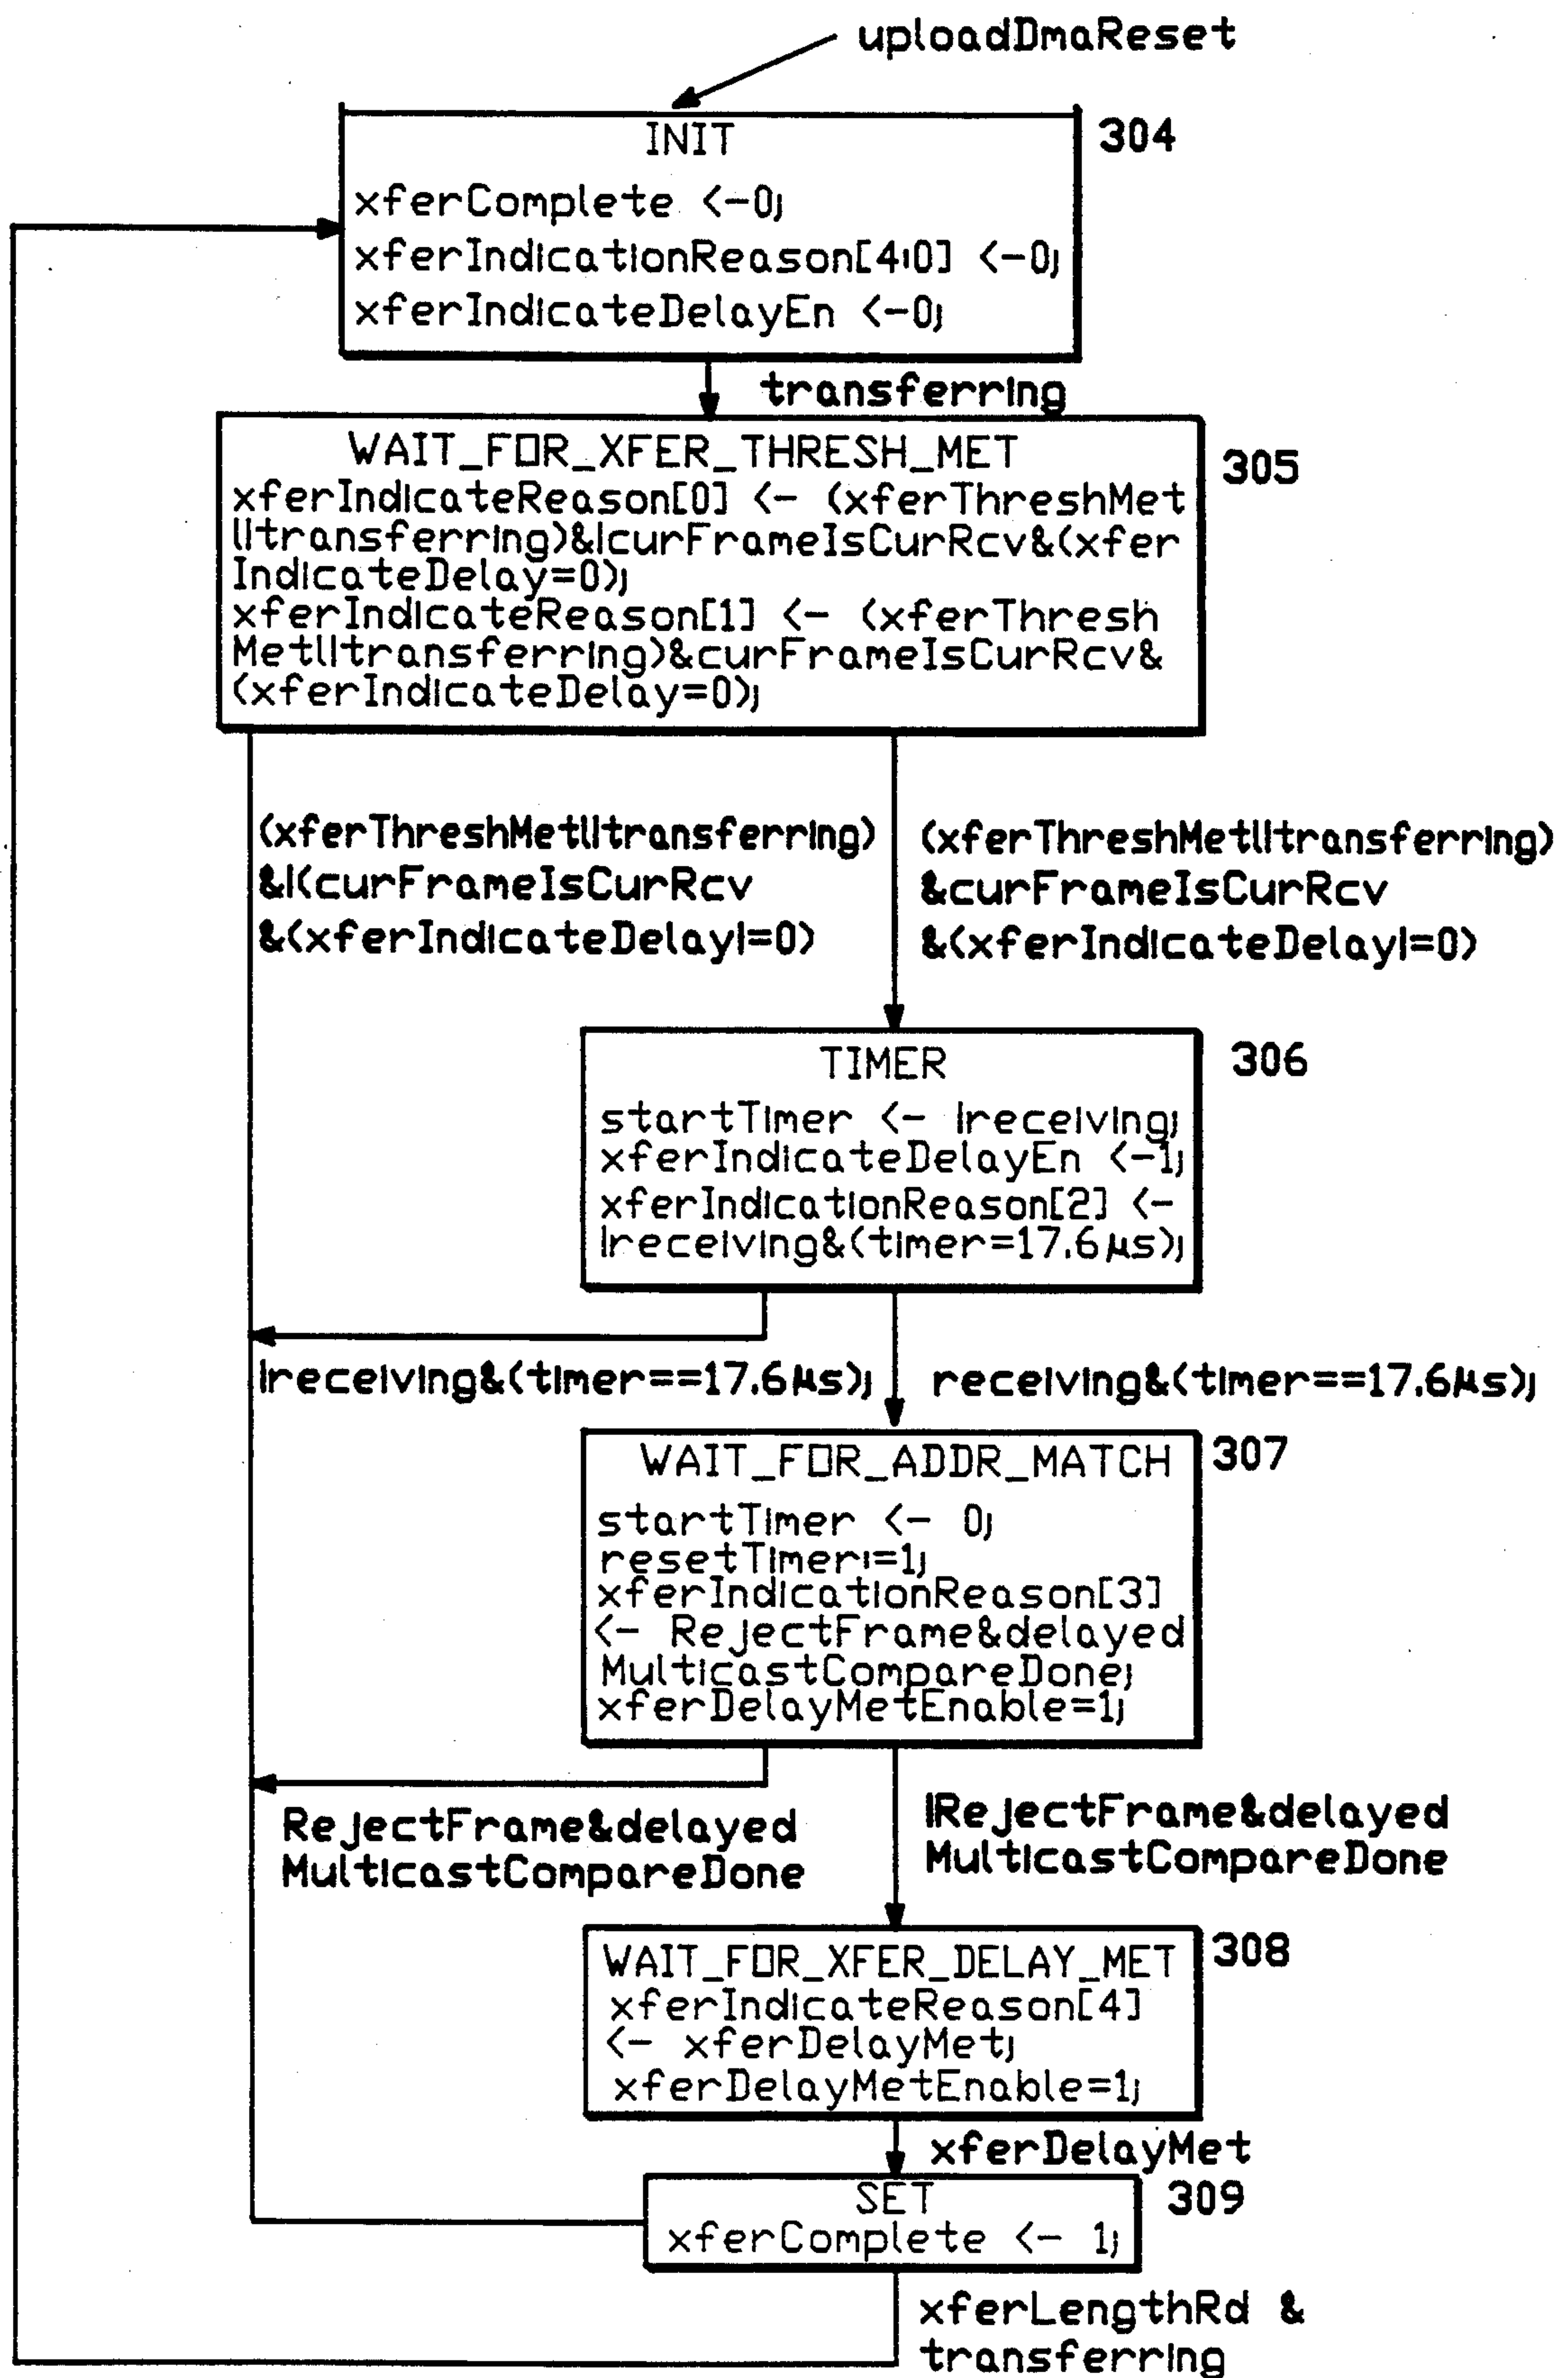 uploadDmaReset
INIT
304
xferComplete <-0;
xferIndicationReason[4:0] <-0;
xferIndicateDelayEn <-0;
transferring
WAIT_FOR_XFER_THRESH_MET
305
xferIndicateReason[0] <- (xferThreshMet
||!transferring)&!curFrameIsCurRcv&(xfer
IndicateDelay=0);
xferIndicateReason[1] <- (xferThresh
Met||!transferring)&curFrameIsCurRcv&
(xferIndicateDelay=0);
(xferThreshMet||!transferring)
&!(curFrameIsCurRcv
&(xferIndicateDelay!=0)
(xferThreshMet||!transferring)
&curFrameIsCurRcv
&(xferIndicateDelay!=0)
TIMER
306
startTimer <- !receiving;
xferIndicateDelayEn <-1;
xferIndicationReason[2] <-
!receiving&(timer=17.6µs);
!receiving&(timer==17.6µs);
receiving&(timer==17.6µs);
WAIT_FOR_ADDR_MATCH
307
startTimer <- 0;
resetTimer:=1;
xferIndicationReason[3]
<- RejectFrame&delayed
MulticastCompareDone;
xferDelayMetEnable=1;
RejectFrame&delayed
MulticastCompareDone
!RejectFrame&delayed
MulticastCompareDone
WAIT_FOR_XFER_DELAY_MET
308
xferIndicateReason[4]
<- xferDelayMet;
xferDelayMetEnable=1;
xferDelayMet
SET
309
xferComplete <- 1;
xferLengthRd &
transferring